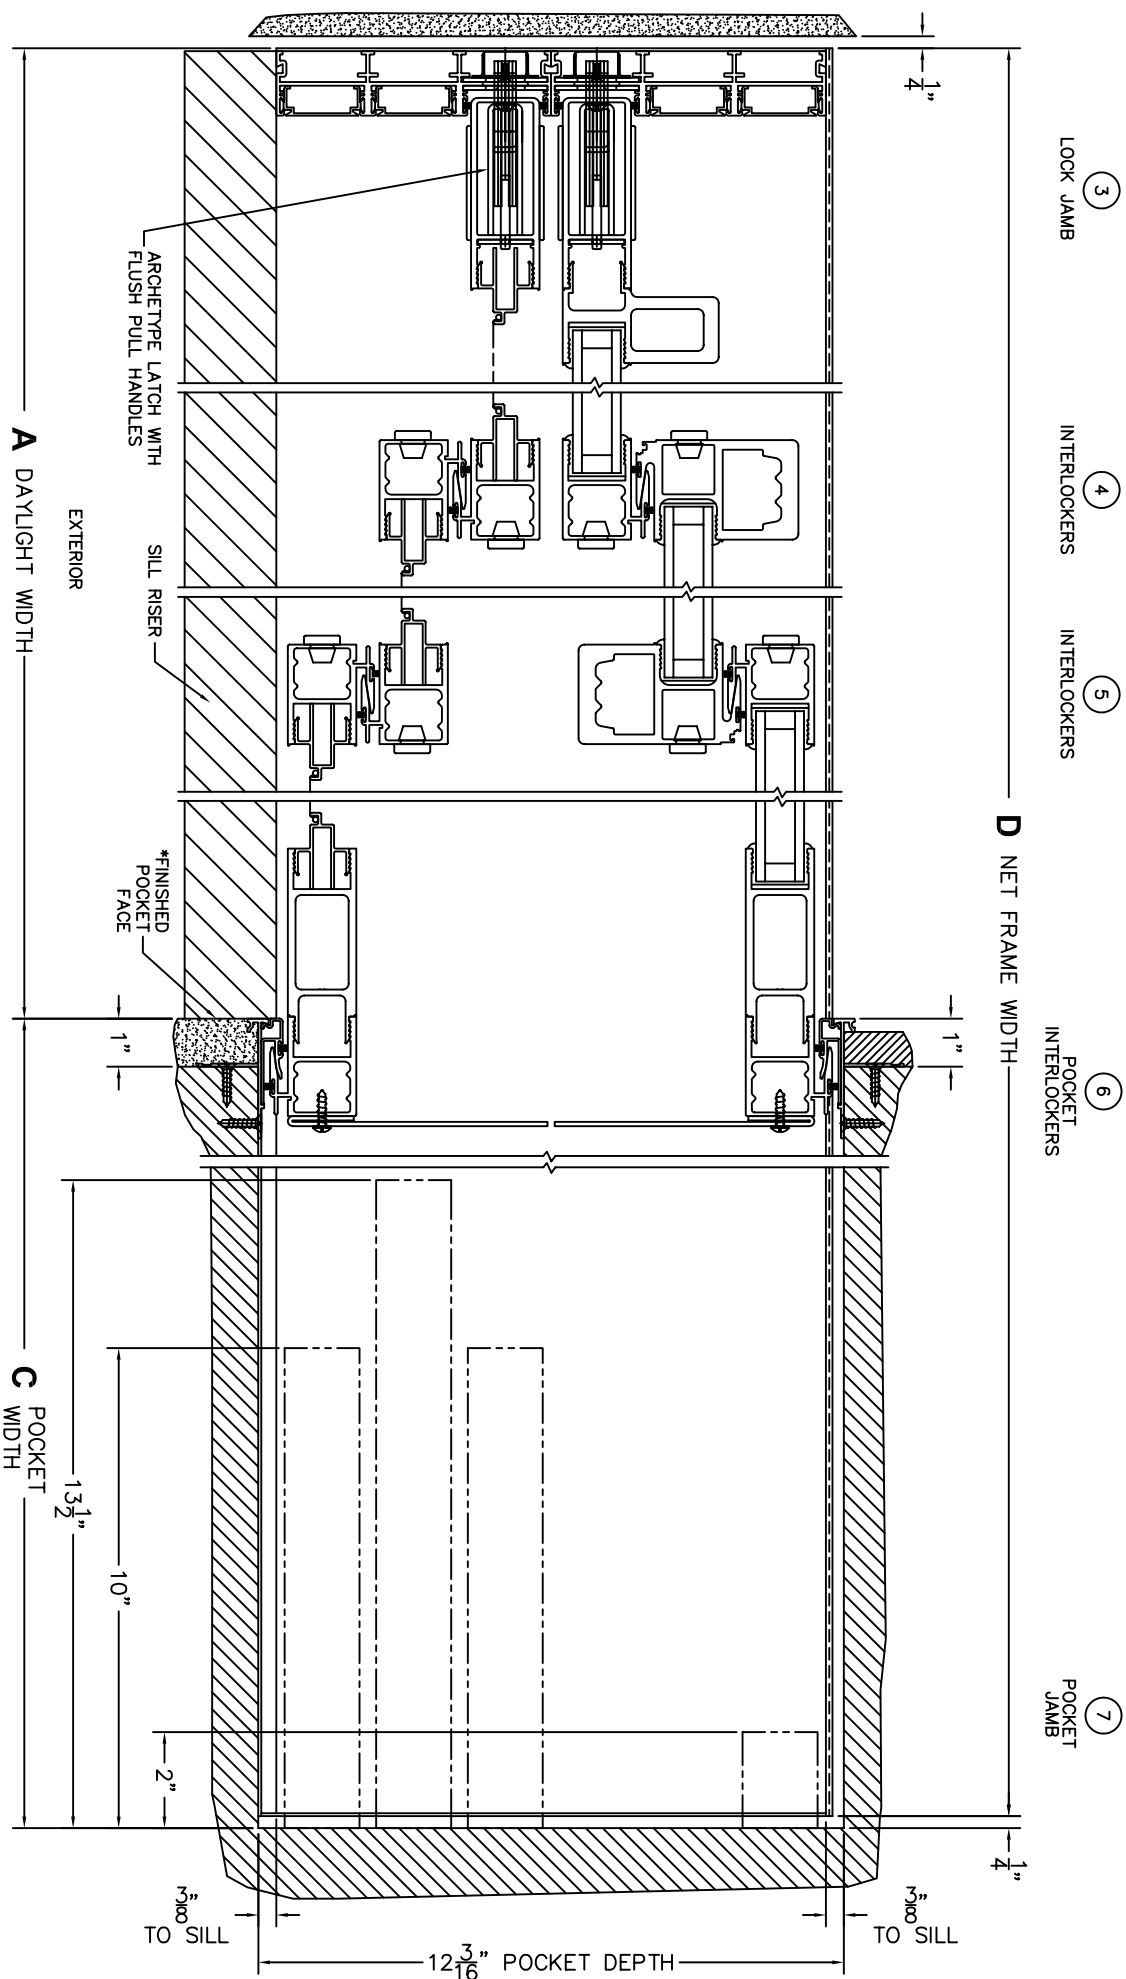 3
LOCK JAMB
4
INTERLOCKERS
5
INTERLOCKERS
6
POCKET
INTERLOCKERS
7
POCKET
JAMB
1/4"
D NET FRAME WIDTH
1/4"
1"
3/8"
TO SILL
12 3/16" POCKET DEPTH
3/8"
TO SILL
ARCHETYPE LATCH WITH
FLUSH PULL HANDLES
SILL RISER
EXTERIOR
*FINISHED
POCKET
FACE
1"
2"
10"
13 1/2"
A DAYLIGHT WIDTH
C POCKET
WIDTH